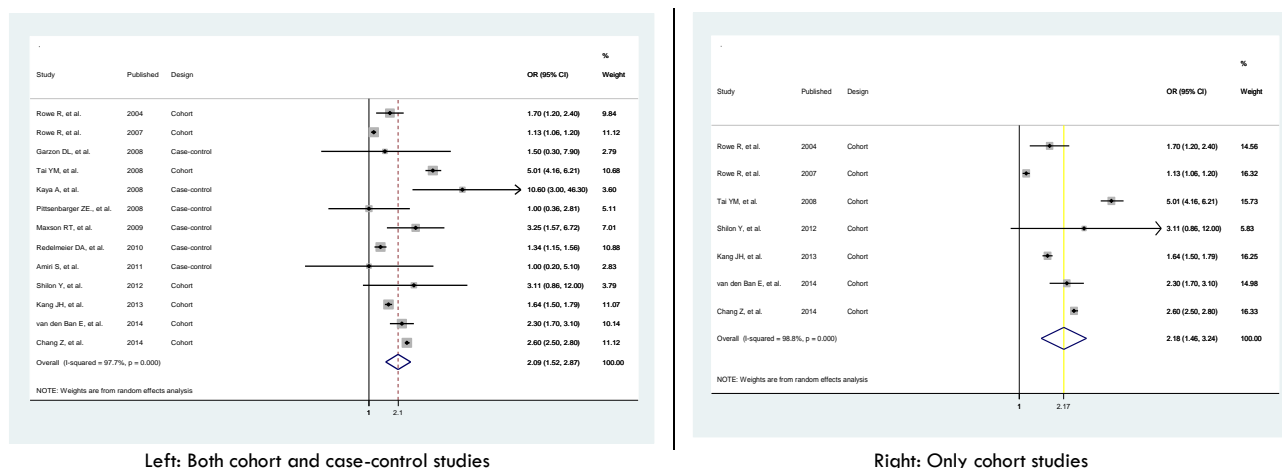 %
Study Published Design OR (95% CI) Weight
Rowe R, et al. 2004 Cohort 1.70 (1.20, 2.40) 9.84
Rowe R, et al. 2007 Cohort 1.13 (1.06, 1.20) 11.12
Garzon DL, et al. 2008 Case-control 1.50 (0.30, 7.90) 2.79
Tai YM, et al. 2008 Cohort 5.01 (4.16, 6.21) 10.68
Kaya A, et al. 2008 Case-control 10.60 (3.00, 46.30) 3.60
Pittsenbarger ZE., et al. 2008 Case-control 1.00 (0.36, 2.81) 5.11
Maxson RT, et al. 2009 Case-control 3.25 (1.57, 6.72) 7.01
Redelmeier DA, et al. 2010 Case-control 1.34 (1.15, 1.56) 10.88
Amiri S, et al. 2011 Case-control 1.00 (0.20, 5.10) 2.83
Shilon Y, et al. 2012 Cohort 3.11 (0.86, 12.00) 3.79
Kang JH, et al. 2013 Cohort 1.64 (1.50, 1.79) 11.07
van den Ban E, et al. 2014 Cohort 2.30 (1.70, 3.10) 10.14
Chang Z, et al. 2014 Cohort 2.60 (2.50, 2.80) 11.12
Overall (I-squared = 97.7%, p = 0.000) 2.09 (1.52, 2.87) 100.00
NOTE: Weights are from random effects analysis
1 2.1
Left: Both cohort and case-control studies
%
Study Published Design OR (95% CI) Weight
Rowe R, et al. 2004 Cohort 1.70 (1.20, 2.40) 14.56
Rowe R, et al. 2007 Cohort 1.13 (1.06, 1.20) 16.32
Tai YM, et al. 2008 Cohort 5.01 (4.16, 6.21) 15.73
Shilon Y, et al. 2012 Cohort 3.11 (0.86, 12.00) 5.83
Kang JH, et al. 2013 Cohort 1.64 (1.50, 1.79) 16.25
van den Ban E, et al. 2014 Cohort 2.30 (1.70, 3.10) 14.98
Chang Z, et al. 2014 Cohort 2.60 (2.50, 2.80) 16.33
Overall (I-squared = 98.8%, p = 0.000) 2.18 (1.46, 3.24) 100.00
NOTE: Weights are from random effects analysis
1 2.17
Right: Only cohort studies